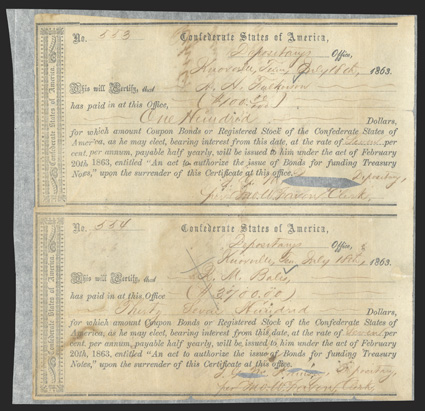 No. 553 Confederate States of America,
Depositary's Office,
Knoxville, Tenn July 18th, 1863.
This will Certify, that
A. H.
has paid in at this Office, ($100.00)
One Hundred Dollars,
for which amount Coupon Bonds or Registered Stock of the Confederate States of
America, as he may elect, bearing interest from this date, at the rate of Seven per
cent. per annum, payable half yearly, will be issued to him under the act of February
20th, 1863, entitled "An act to authorize the issue of Bonds for funding Treasury
Notes," upon the surrender of this Certificate at this office.
Depositary,
Clerk
Confederate States of America.
No. 554 Confederate States of America,
Depositary's Office,
Knoxville, Ten July 18th, 1863.
This will Certify, that
M. Bales
has paid in at this Office
Thirty Seven Hundred Dollars,
for which amount Coupon Bonds or Registered Stock of the Confederate States of
America, as he may elect, bearing interest from this date, at the rate of Seven per
cent. per annum, payable half yearly, will be issued to him under the act of February
20th, 1863, entitled "An act to authorize the issue of Bonds for funding Treasury
Notes," upon the surrender of this Certificate at this office.
Depositary
Clerk
Confederate States of America.